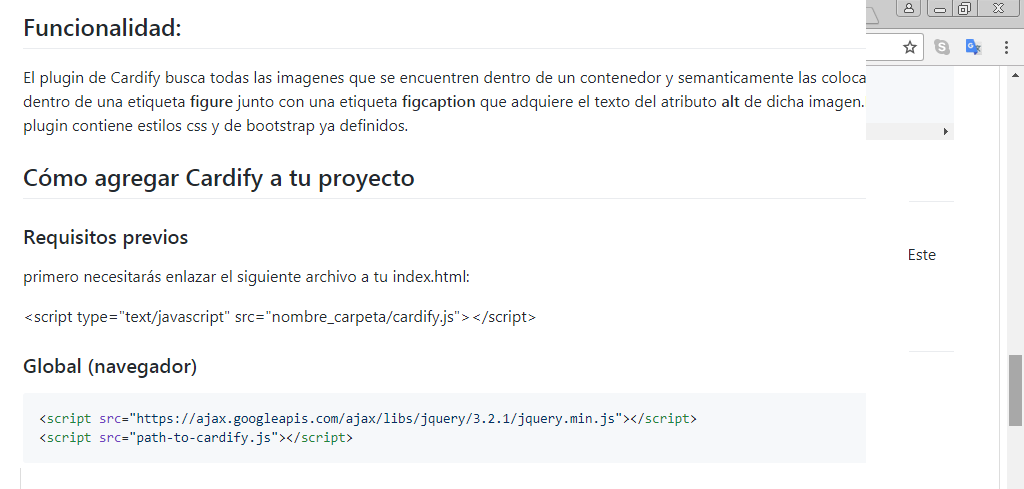 Funcionalidad:
El plugin de Cardify busca todas las imagenes que se encuentren dentro de un contenedor y semanticamente las coloca
dentro de una etiqueta figure junto con una etiqueta figcaption que adquiere el texto del atributo alt de dicha imagen.
Este
plugin contiene estilos css y de bootstrap ya definidos.
Cómo agregar Cardify a tu proyecto
Requisitos previos
primero necesitarás enlazar el siguiente archivo a tu index.html:
<script type="text/javascript" src="nombre_carpeta/cardify.js"></script>
Global (navegador)
<script src="https://ajax.googleapis.com/ajax/libs/jquery/3.2.1/jquery.min.js"></script>
<script src="path-to-cardify.js"></script>